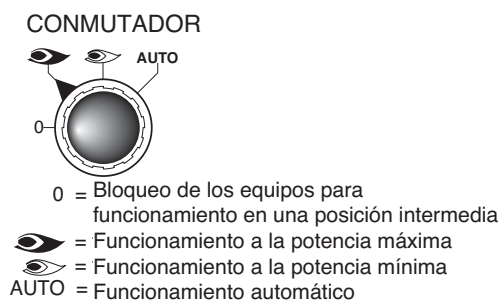 CONMUTADOR
AUTO
0
0 = Bloqueo de los equipos para
funcionamiento en una posición intermedia
= Funcionamiento a la potencia máxima
= Funcionamiento a la potencia mínima
AUTO = Funcionamiento automático